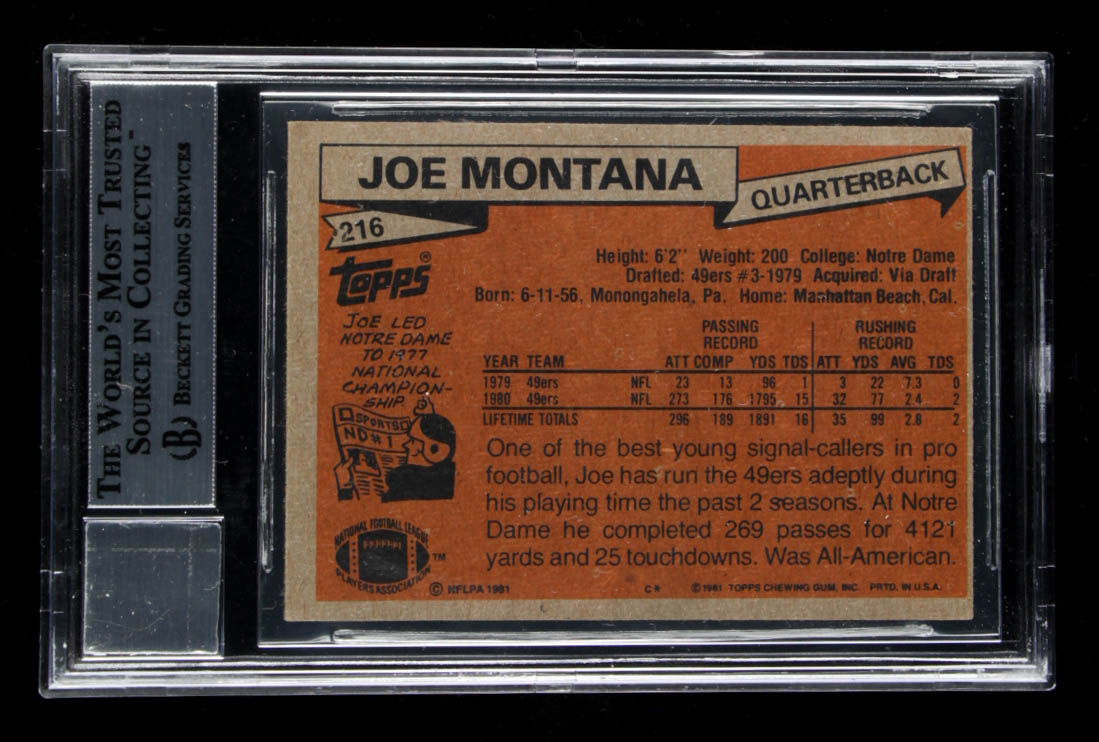 THE WORLD'S MOST TRUSTED
SOURCE IN COLLECTING™
B BECKETT GRADING SERVICES
JOE MONTANA
QUARTERBACK
216
Topps®
Height: 6'2" Weight: 200 College: Notre Dame
Drafted: 49ers #3-1979 Acquired: Via Draft
Born: 6-11-56, Monongahela, Pa. Home: Manhattan Beach, Cal.
JOE LED
NOTRE DAME
TO 1977
NATIONAL
CHAMPION-
SHIP.
SPORTS
ND#1
PASSING RUSHING
RECORD RECORD
YEAR TEAM ATT COMP YDS TDS ATT YDS AVG TDS
1979 49ers NFL 23 13 96 1 3 22 7.3 0
1980 49ers NFL 273 176 1795 15 32 77 2.4 2
LIFETIME TOTALS 296 189 1891 16 35 99 2.8 2
One of the best young signal-callers in pro
football, Joe has run the 49ers adeptly during
his playing time the past 2 seasons. At Notre
Dame he completed 269 passes for 4121
yards and 25 touchdowns. Was All-American.
NATIONAL FOOTBALL LEAGUE
PLAYERS ASSOCIATION
™
© NFLPA 1981 C* ©1981 TOPPS CHEWING GUM, INC. PRTD. IN U.S.A.